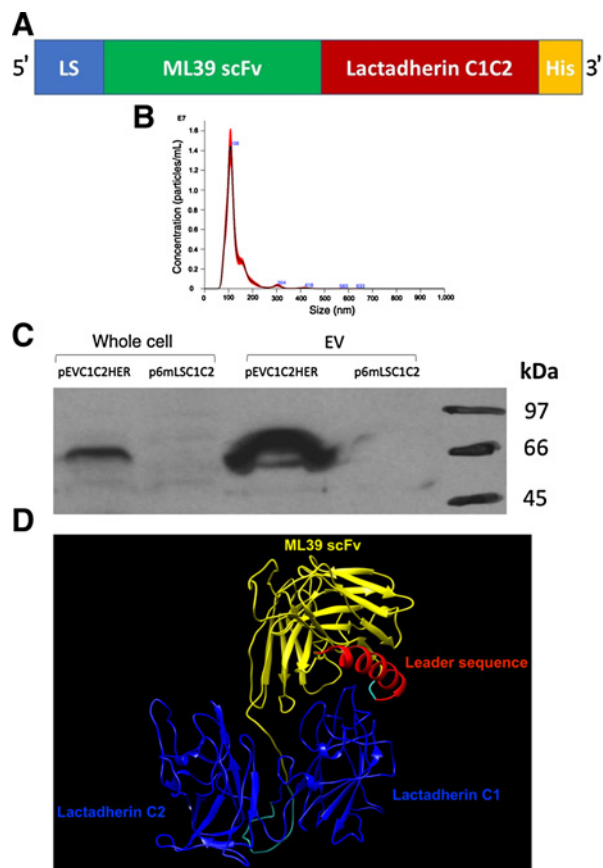 A
5' LS ML39 scFv Lactadherin C1C2 His 3'
B
E7
1.6
1.4
1.2
1.0
0.8
0.6
0.4
0.2
0
Concentration (particles/mL)
0 100 200 300 400 500 600 700 800 900 1,000
Size (nm)
C
Whole cell EV
pEVC1C2HER p6mLSC1C2 pEVC1C2HER p6mLSC1C2 kDa
97
66
45
D
ML39 scFv
Leader sequence
Lactadherin C2
Lactadherin C1